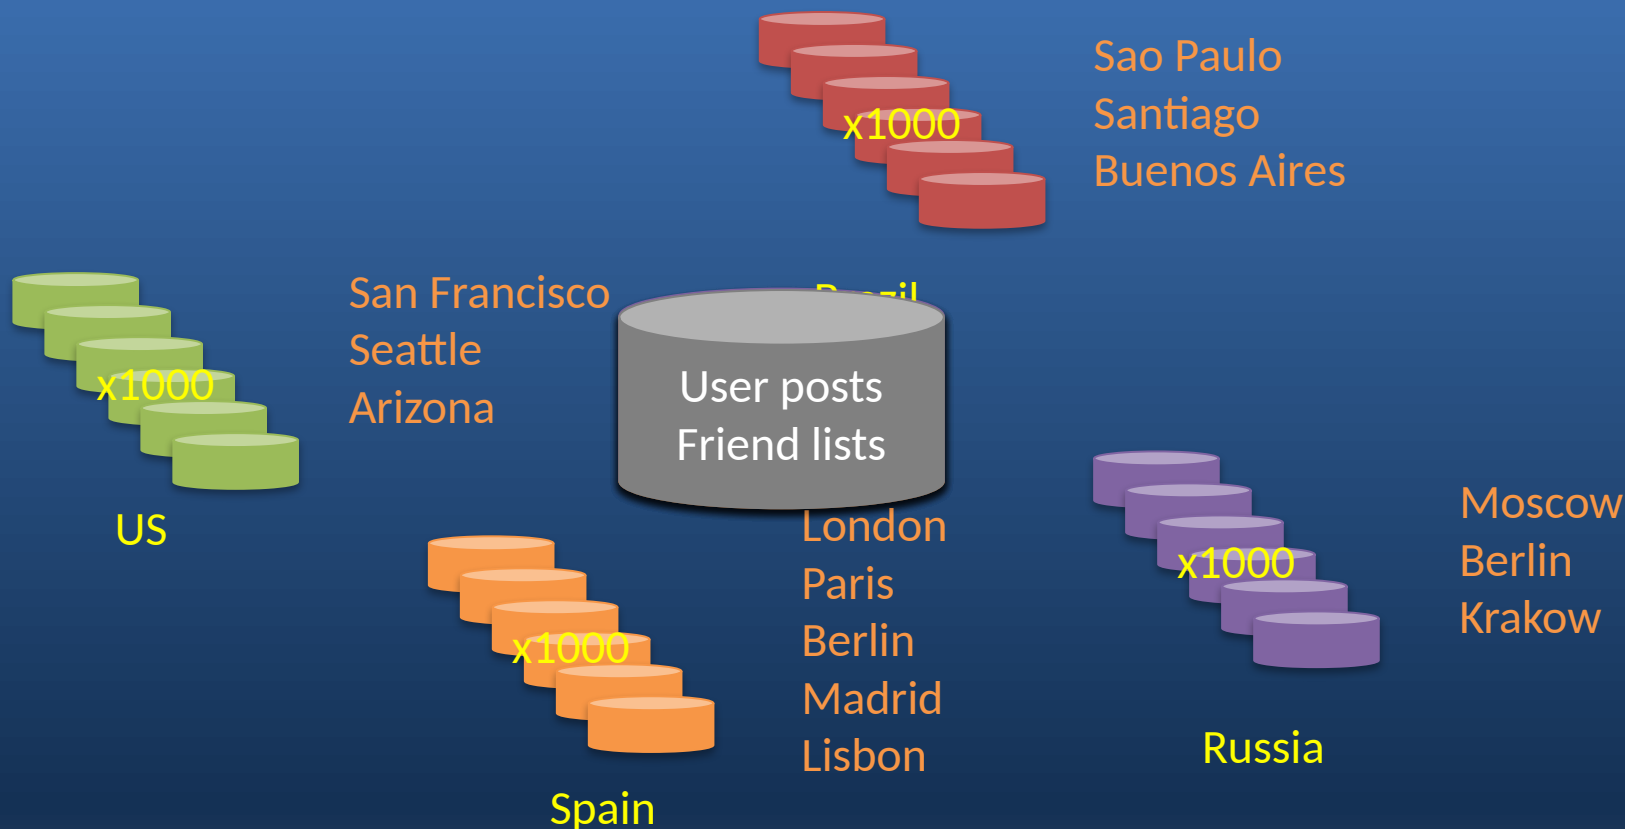 Sao Paulo
Santiago
Buenos Aires
x1000
Brazil
San Francisco
Seattle
Arizona
x1000
US
User posts
Friend lists
London
Paris
Berlin
Madrid
Lisbon
x1000
Spain
Moscow
Berlin
Krakow
x1000
Russia